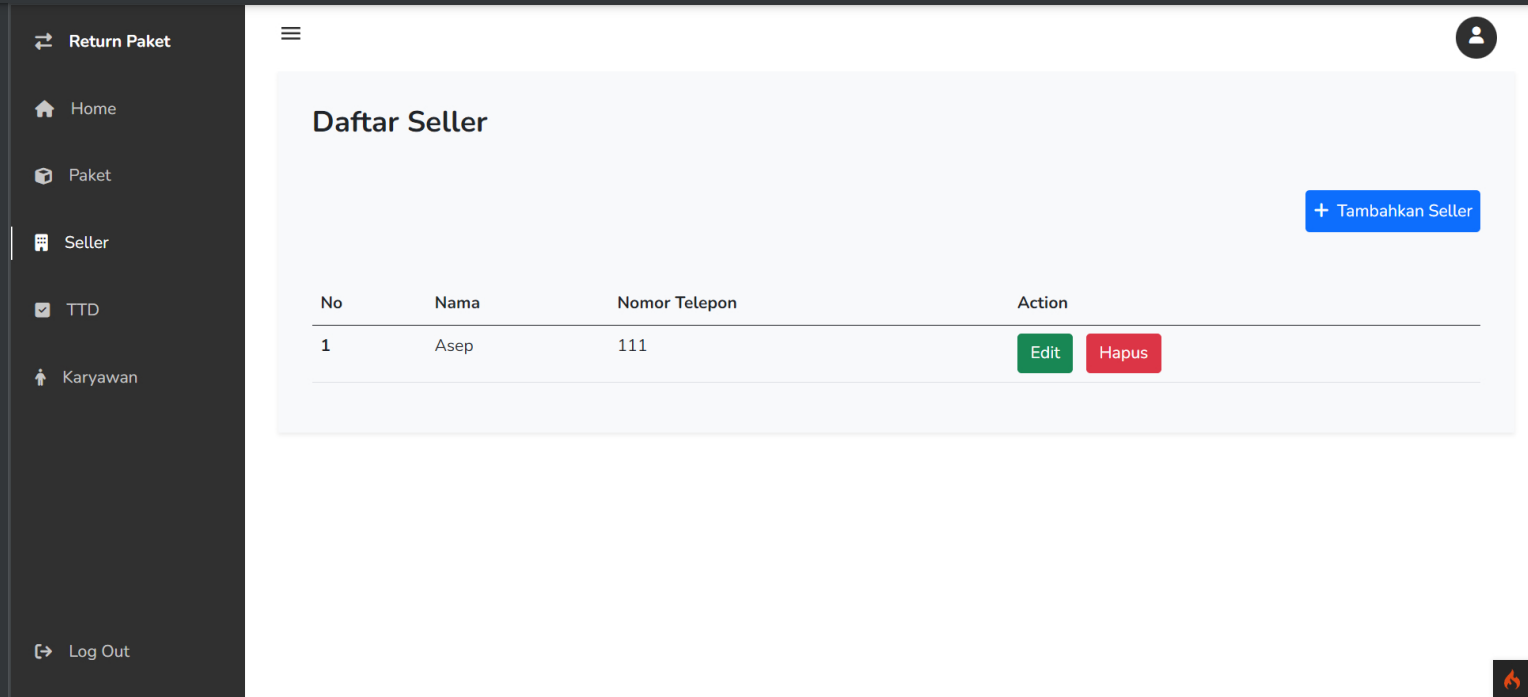 Return Paket
Home
Paket
Seller
TTD
Karyawan
Log Out
Daftar Seller
+ Tambahkan Seller
No Nama Nomor Telepon Action
1 Asep 111 Edit Hapus